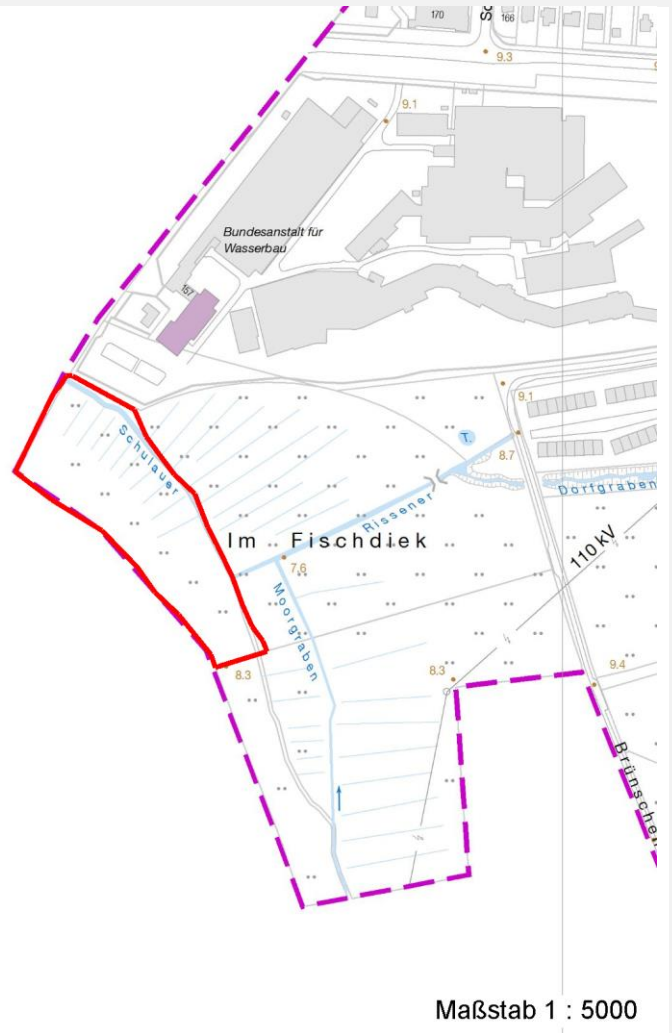 170
166
9.3
9.1
Bundesanstalt für
Wasserbau
157
9.1
T.
8.7
Schulauer
Rissener
Dorfgraben
Im Fischdiek
110 kV
7.6
Moorgraben
8.3
8.3
9.4
Maßstab 1 : 5000